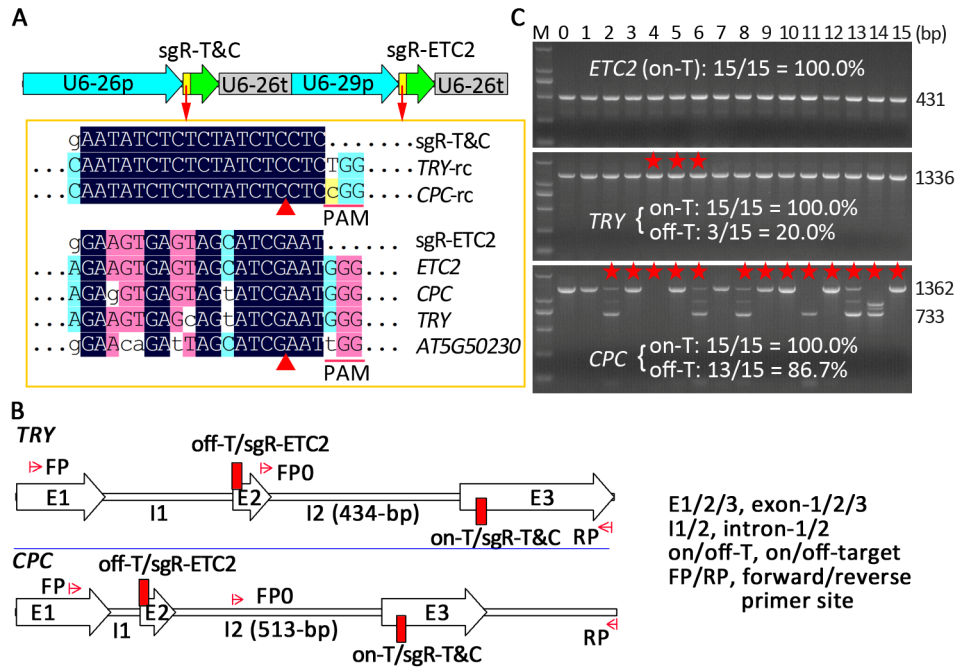 A
sgR-T&C sgR-ETC2
U6-26p U6-26t U6-29p U6-26t
gAATATCTCTCTATCTCCTC....... sgR-T&C
...CAATATCTCTCTATCTCCTCTGG... TRY-rc
...CAATATCTCTCTATCTCCTCcGG... CPC-rc
PAM
gGAAGTGAGTAGCATCGAAT...... sgR-ETC2
...AGAAGTGAGTAGCATCGAATGGG... ETC2
...AGAgGTGAGTAGtATCGAATGGG... CPC
...AGAAGTGAGcAGtATCGAATGGG... TRY
...gGAAcaGAtTAGCATCGAATtGG... AT5G50230
PAM
C
M 0 1 2 3 4 5 6 7 8 9 10 11 12 13 14 15 (bp)
ETC2 (on-T): 15/15 = 100.0%
431
1336
TRY { on-T: 15/15 = 100.0%
off-T: 3/15 = 20.0%
1362
733
CPC { on-T: 15/15 = 100.0%
off-T: 13/15 = 86.7%
B
TRY
off-T/sgR-ETC2
FP FP0
E1 E2 E3
I1 I2 (434-bp)
on-T/sgR-T&C RP
CPC
off-T/sgR-ETC2
FP FP0
E1 E2 E3
I1 I2 (513-bp) RP
on-T/sgR-T&C
E1/2/3, exon-1/2/3
I1/2, intron-1/2
on/off-T, on/off-target
FP/RP, forward/reverse
primer site